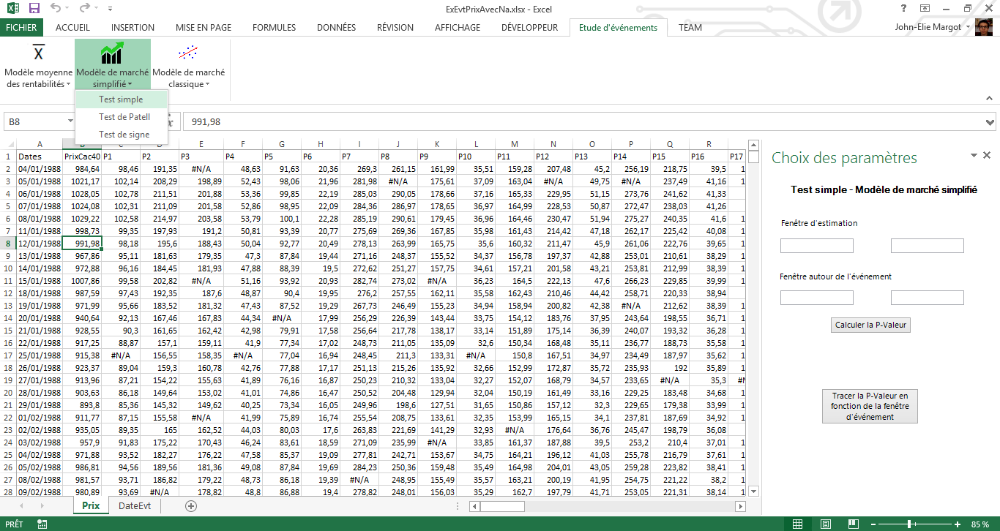 ExEvtPrixAvecNa.xlsx - Excel
FICHIER ACCUEIL INSERTION MISE EN PAGE FORMULES DONNÉES RÉVISION AFFICHAGE DÉVELOPPEUR Etude d'événements TEAM John-Elie Margot
Modèle moyenne des rentabilités
Modèle de marché simplifié
Modèle de marché classique
Test simple
Test de Patell
Test de signe
B8 991,98
A B C D E F G H I J K L M N O P Q R
1 Dates PrixCac40 P1 P2 P3 P4 P5 P6 P7 P8 P9 P10 P11 P12 P13 P14 P15 P16 P17
2 04/01/1988 984,64 98,46 191,35 #N/A 48,63 91,63 20,36 269,3 261,15 161,99 35,51 159,28 207,48 45,2 256,19 218,75 39,5 1
3 05/01/1988 1021,17 102,14 208,29 198,89 52,43 98,06 21,96 281,98 #N/A 175,61 37,09 163,04 #N/A 49,75 #N/A 237,49 41,16 1
4 06/01/1988 1028,05 102,78 211,51 201,88 53,36 99,85 22,19 285,03 290,05 178,66 37,16 165,33 229,95 51,15 273,76 241,62 41,33
5 07/01/1988 1024,08 102,31 211,09 201,58 52,86 98,95 22,09 284,36 286,97 178,65 36,97 164,99 228,53 50,87 272,47 238,03 41,26
6 08/01/1988 1029,22 102,58 214,97 203,58 53,79 100,1 22,28 285,19 290,61 179,45 36,96 164,46 230,47 51,94 275,27 240,35 41,6 1
7 11/01/1988 998,73 99,35 197,93 191,2 50,81 93,39 20,77 275,69 269,36 167,85 35,98 161,43 214,42 47,18 262,17 225,42 40,08 1
8 12/01/1988 991,98 98,18 195,6 188,43 50,04 92,77 20,49 278,13 263,99 165,75 35,6 160,32 211,47 45,9 261,06 222,76 39,65 1
9 13/01/1988 967,86 95,11 181,63 179,35 47,3 87,84 19,44 271,16 248,37 155,52 34,37 156,78 197,37 42,88 253,01 210,61 38,29 1
10 14/01/1988 972,88 96,16 184,45 181,93 47,88 88,39 19,5 272,62 251,27 157,75 34,61 157,21 201,58 43,21 253,81 212,99 38,39 1
11 15/01/1988 1007,86 99,58 202,82 #N/A 51,16 93,92 20,93 282,74 273,02 #N/A 36,23 164,5 222,13 47,6 266,23 229,85 39,99 1
12 18/01/1988 987,59 97,43 192,35 187,6 48,87 90,4 19,95 276,2 257,55 162,11 35,58 162,43 210,46 44,42 258,71 220,33 38,94
13 19/01/1988 971,99 95,66 183,52 181,32 47,43 87,52 19,29 267,73 246,49 155,23 34,94 158,94 200,82 42,38 #N/A 212,62 38,39 1
14 20/01/1988 940,64 92,13 167,46 167,83 44,34 #N/A 17,99 256,29 226,39 143,44 33,75 154,12 183,76 37,95 243,64 198,55 36,71 1
15 21/01/1988 928,55 90,3 161,65 162,42 42,98 79,91 17,58 256,64 217,78 138,17 33,14 151,89 175,14 36,39 240,07 193,32 36,28 1
16 22/01/1988 917,25 88,87 157,1 159,11 41,9 77,34 17,02 248,73 211,05 135,09 32,6 150,34 168,48 35,11 236,77 188,73 35,58 1
17 25/01/1988 915,38 #N/A 156,55 158,35 #N/A 77,04 16,94 248,45 211,3 133,31 #N/A 150,8 167,51 34,97 234,49 187,97 35,62 1
18 26/01/1988 923,37 89,04 159,3 160,78 42,76 77,88 17,17 251,13 215,26 135,92 32,66 152,99 172,87 35,72 235,93 192 35,89 1
19 27/01/1988 913,96 87,21 154,22 155,63 41,89 76,16 16,87 250,23 210,32 133,04 32,27 152,07 168,79 34,57 233,65 #N/A 35,3 #N
20 28/01/1988 903,63 86,18 149,64 153,02 41,01 74,86 16,47 250,52 204,48 129,94 32,04 150,19 161,49 33,16 229,25 183,48 34,68 1
21 29/01/1988 893,8 85,36 145,32 149,62 40,25 73,34 16,05 249,96 198,6 127,51 31,65 150,86 157,12 32,3 229,65 179,38 33,99 1
22 01/02/1988 911,77 87,15 155,58 #N/A 41,99 75,89 16,74 255,54 208,75 133,61 32,35 153,99 165,15 34,1 237,81 187,69 34,92 1
23 02/02/1988 935,05 89,35 165 162,52 44,03 80,03 17,6 263,83 221,69 141,29 32,93 #N/A 176,64 36,76 245,47 198,79 36,08
24 03/02/1988 957,9 91,83 175,22 170,43 46,24 83,61 18,59 271,09 235,99 #N/A 33,85 161,37 187,88 39,5 253,2 210,4 37,01 1
25 04/02/1988 971,88 93,52 182,27 176,22 47,58 85,37 19,09 277,81 242,71 153,67 34,75 164,21 196,12 41,03 255,78 216,79 37,61 1
26 05/02/1988 986,81 94,56 189,56 181,36 49,08 87,84 19,69 284,23 250,36 159,48 35,49 164,98 204,01 43,05 259,28 223,82 38,41 1
27 08/02/1988 981,57 93,71 186,82 179,22 48,73 86,18 19,39 #N/A 248,95 155,49 35,57 163,21 200,19 41,95 254,75 221,22 38,2 1
28 09/02/1988 980,89 93,69 #N/A 178,82 48,8 86,88 19,4 278,82 248,01 156,03 35,29 162,7 197,79 41,71 253,05 221,31 38,14 1
Choix des paramètres
Test simple - Modèle de marché simplifié
Fenêtre d'estimation
Fenêtre autour de l'événement
Calculer la P-Valeur
Tracer la P-Valeur en
fonction de la fenêtre
d'événement
Prix DateEvt
PRÊT 85 %